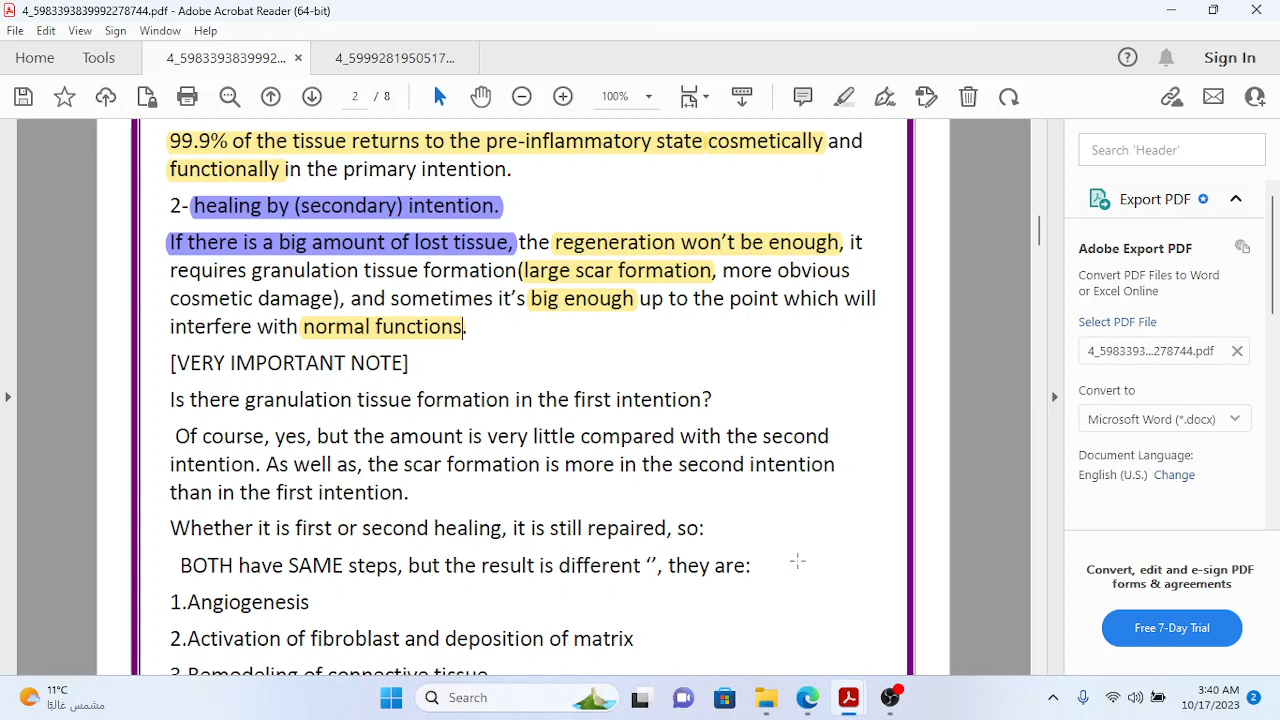 4_5983393839992278744.pdf - Adobe Acrobat Reader (64-bit)
File Edit View Sign Window Help
Home Tools 4_59833938399​92... × 4_5999281950517...
Sign In
2 / 8 100%
99.9% of the tissue returns to the pre-inflammatory state cosmetically and
functionally in the primary intention.
2- healing by (secondary) intention.
If there is a big amount of lost tissue, the regeneration won't be enough, it
requires granulation tissue formation(large scar formation, more obvious
cosmetic damage), and sometimes it's big enough up to the point which will
interfere with normal functions.
[VERY IMPORTANT NOTE]
Is there granulation tissue formation in the first intention?
Of course, yes, but the amount is very little compared with the second
intention. As well as, the scar formation is more in the second intention
than in the first intention.
Whether it is first or second healing, it is still repaired, so:
BOTH have SAME steps, but the result is different ‘’, they are:
1.Angiogenesis
2.Activation of fibroblast and deposition of matrix
3.Remodeling of connective tissue
Search 'Header'
Export PDF
Adobe Export PDF
Convert PDF Files to Word
or Excel Online
Select PDF File
4_5983393...278744.pdf
Convert to
Microsoft Word (*.docx)
Document Language:
English (U.S.) Change
Convert, edit and e-sign PDF
forms & agreements
Free 7-Day Trial
11°C
مشمس غالبًا
Search
3:40 AM
10/17/2023
2